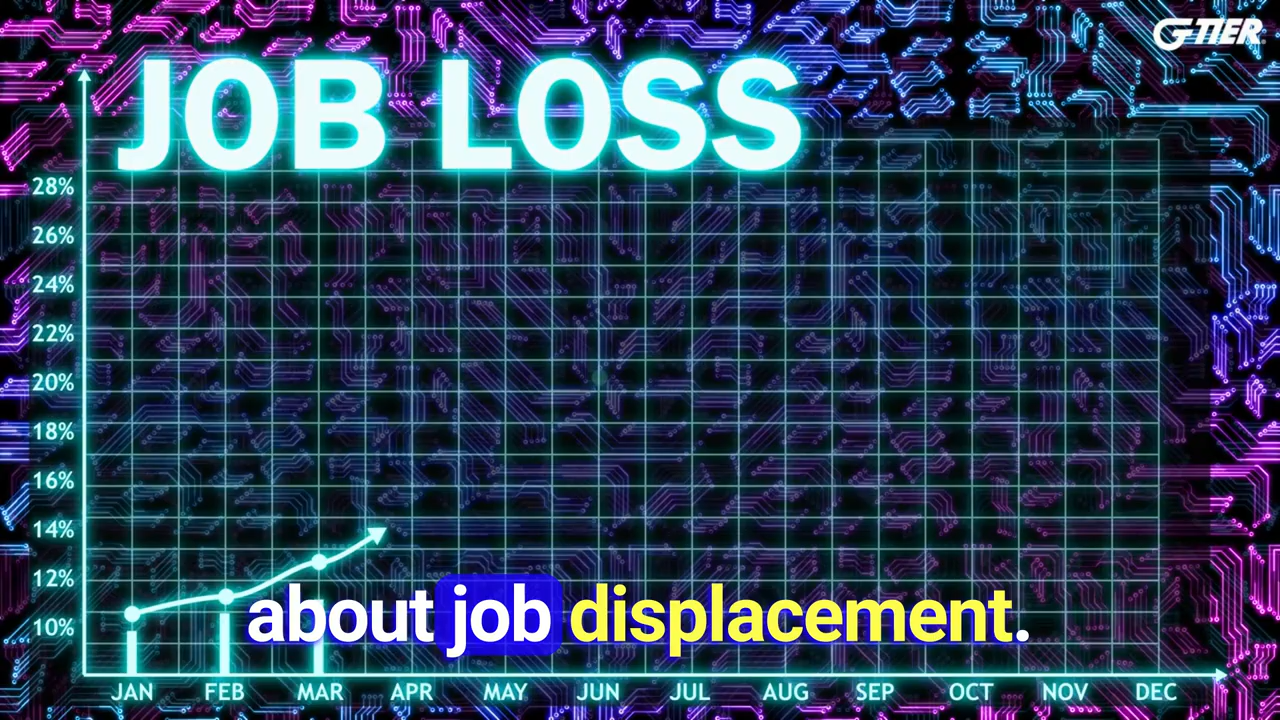 GTIER
JOB LOSS
28%
26%
24%
22%
20%
18%
16%
14%
12%
10%
about job displacement.
JAN FEB MAR APR MAY JUN JUL AUG SEP OCT NOV DEC